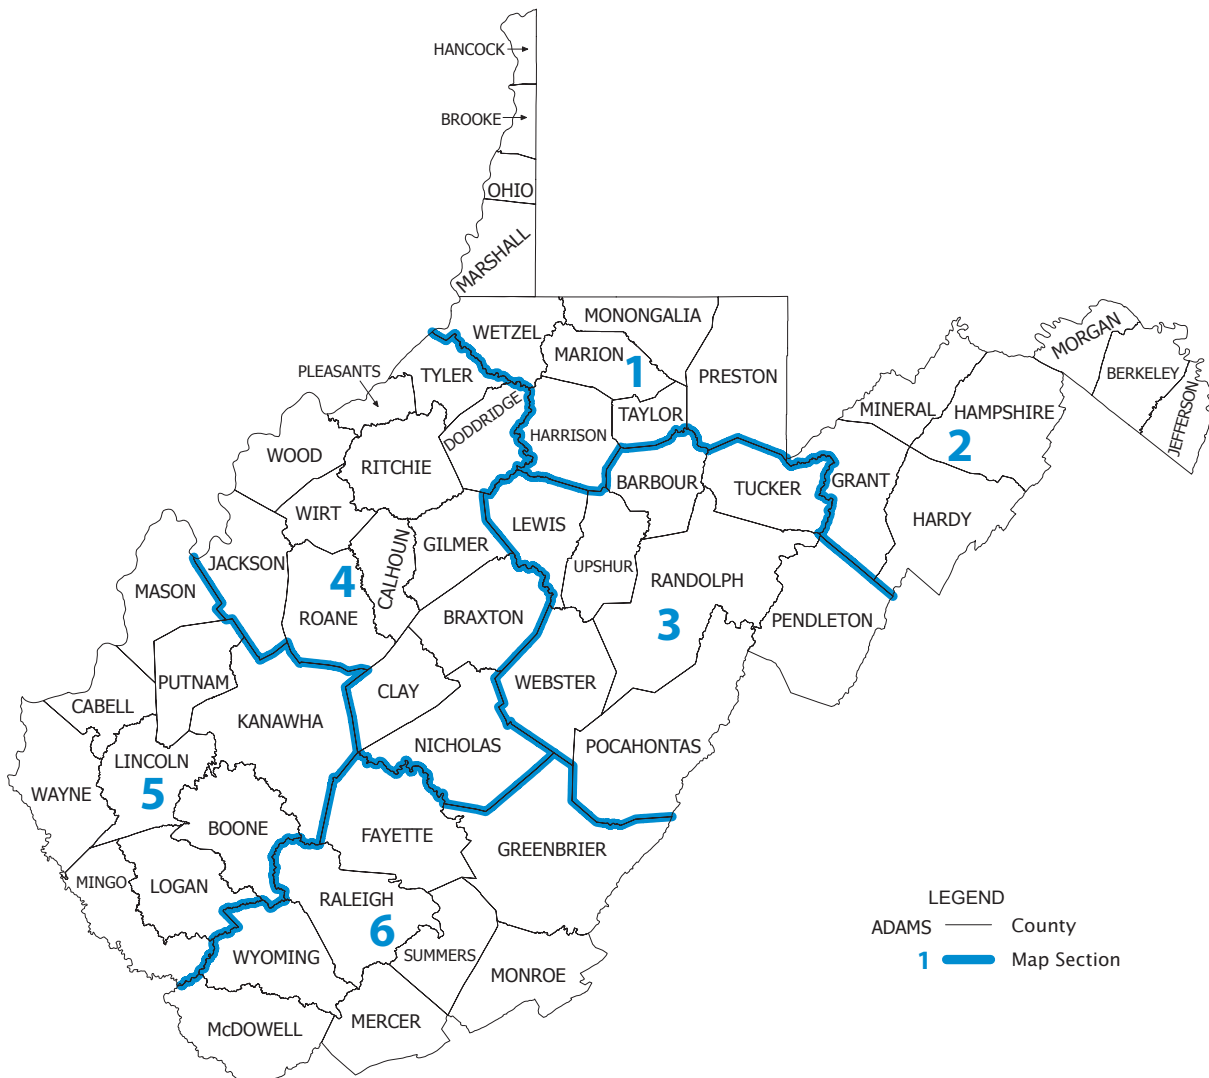 HANCOCK
BROOKE
OHIO
MARSHALL
WETZEL
MONONGALIA
MARION
1
PRESTON
TAYLOR
HARRISON
TYLER
PLEASANTS
DODDRIDGE
WOOD
RITCHIE
MORGAN
BERKELEY
JEFFERSON
MINERAL
HAMPSHIRE
2
GRANT
HARDY
BARBOUR
TUCKER
WIRT
LEWIS
GILMER
CALHOUN
UPSHUR
RANDOLPH
3
JACKSON
4
ROANE
MASON
BRAXTON
PENDLETON
PUTNAM
CLAY
WEBSTER
CABELL
KANAWHA
NICHOLAS
POCAHONTAS
LINCOLN
5
WAYNE
BOONE
FAYETTE
GREENBRIER
MINGO
LOGAN
RALEIGH
6
WYOMING
SUMMERS
MONROE
McDOWELL
MERCER
LEGEND
ADAMS County
1 Map Section